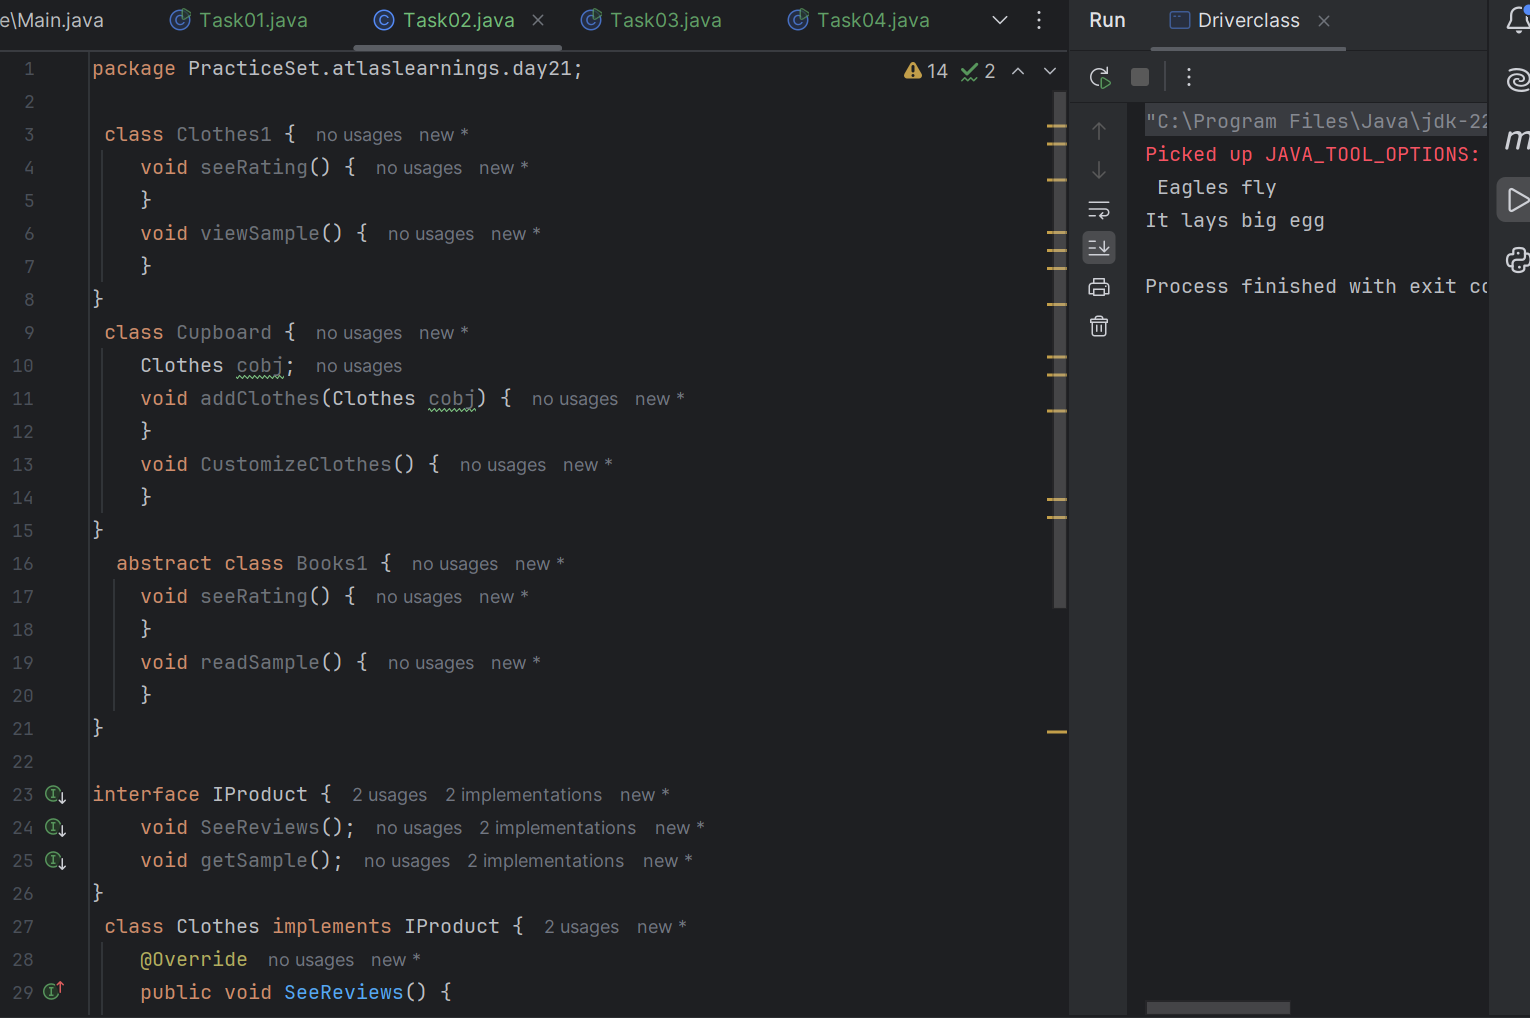 e\Main.java Task01.java Task02.java Task03.java Task04.java
14 2
1 package PracticeSet.atlaslearnings.day21;
2
3 class Clothes1 { no usages new *
4 void seeRating() { no usages new *
5 }
6 void viewSample() { no usages new *
7 }
8 }
9 class Cupboard { no usages new *
10 Clothes cobj; no usages
11 void addClothes(Clothes cobj) { no usages new *
12 }
13 void CustomizeClothes() { no usages new *
14 }
15 }
16 abstract class Books1 { no usages new *
17 void seeRating() { no usages new *
18 }
19 void readSample() { no usages new *
20 }
21 }
22
23 interface IProduct { 2 usages 2 implementations new *
24 void SeeReviews(); no usages 2 implementations new *
25 void getSample(); no usages 2 implementations new *
26 }
27 class Clothes implements IProduct { 2 usages new *
28 @Override no usages new *
29 public void SeeReviews() {
Run Driverclass
"C:\Program Files\Java\jdk-22
Picked up JAVA_TOOL_OPTIONS:
Eagles fly
It lays big egg
Process finished with exit co
m